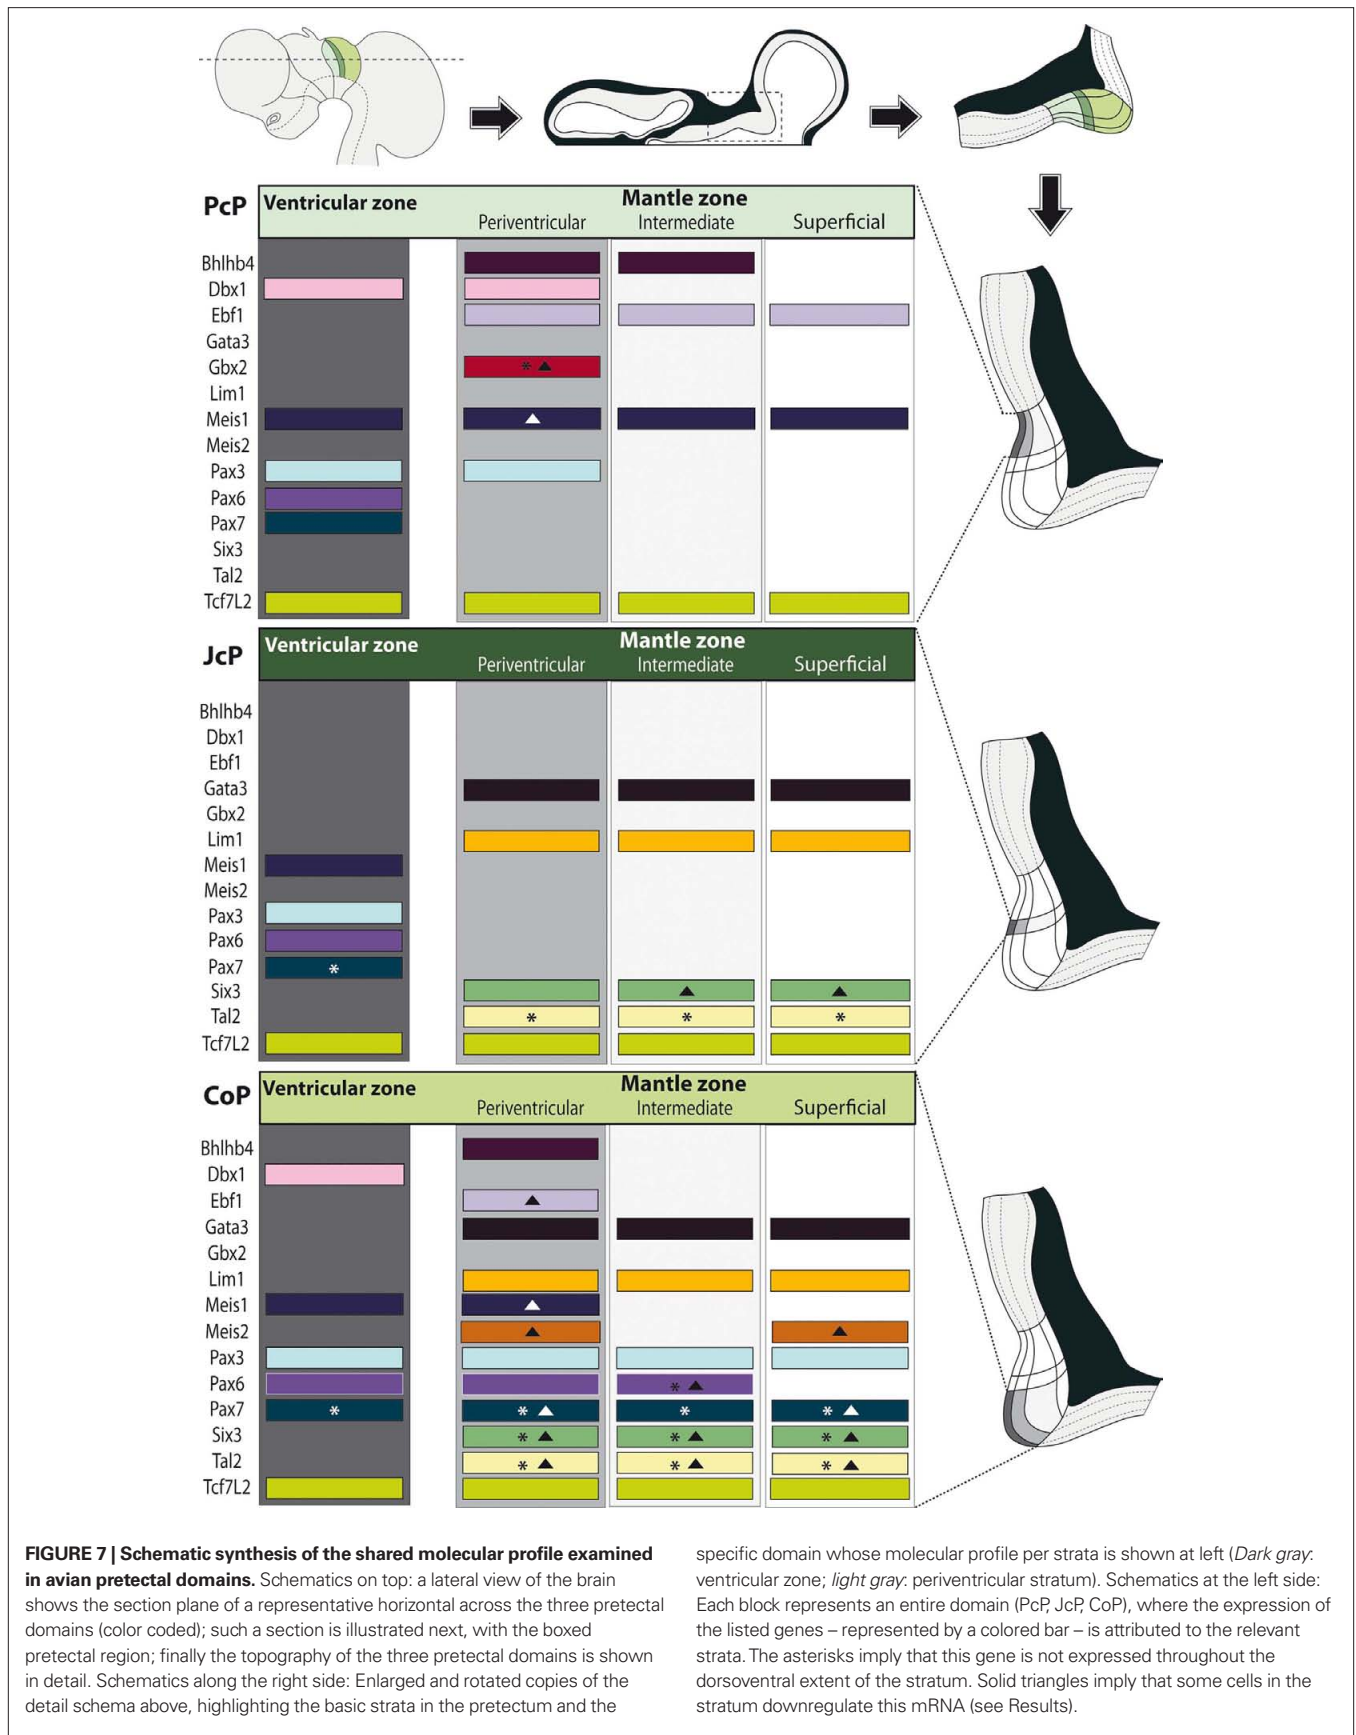 PcP
Ventricular zone
Mantle zone
Periventricular
Intermediate
Superficial
Bhlhb4
Dbx1
Ebf1
Gata3
Gbx2
* ▲
Lim1
Meis1
▲
Meis2
Pax3
Pax6
Pax7
Six3
Tal2
Tcf7L2
JcP
Ventricular zone
Mantle zone
Periventricular
Intermediate
Superficial
Bhlhb4
Dbx1
Ebf1
Gata3
Gbx2
Lim1
Meis1
Meis2
Pax3
Pax6
Pax7
*
Six3
▲ ▲
Tal2
* * *
Tcf7L2
CoP
Ventricular zone
Mantle zone
Periventricular
Intermediate
Superficial
Bhlhb4
Dbx1
Ebf1
▲
Gata3
Gbx2
Lim1
Meis1
▲
Meis2
▲ ▲
Pax3
Pax6
* ▲
Pax7
* * ▲ * * ▲
Six3
* ▲ * ▲ * ▲
Tal2
* ▲ * ▲ * ▲
Tcf7L2
FIGURE 7 | Schematic synthesis of the shared molecular profile examined
in avian pretectal domains. Schematics on top: a lateral view of the brain
shows the section plane of a representative horizontal across the three pretectal
domains (color coded); such a section is illustrated next, with the boxed
pretectal region; finally the topography of the three pretectal domains is shown
in detail. Schematics along the right side: Enlarged and rotated copies of the
detail schema above, highlighting the basic strata in the pretectum and the
specific domain whose molecular profile per strata is shown at left (Dark gray:
ventricular zone; light gray: periventricular stratum). Schematics at the left side:
Each block represents an entire domain (PcP, JcP, CoP), where the expression of
the listed genes – represented by a colored bar – is attributed to the relevant
strata. The asterisks imply that this gene is not expressed throughout the
dorsoventral extent of the stratum. Solid triangles imply that some cells in the
stratum downregulate this mRNA (see Results).